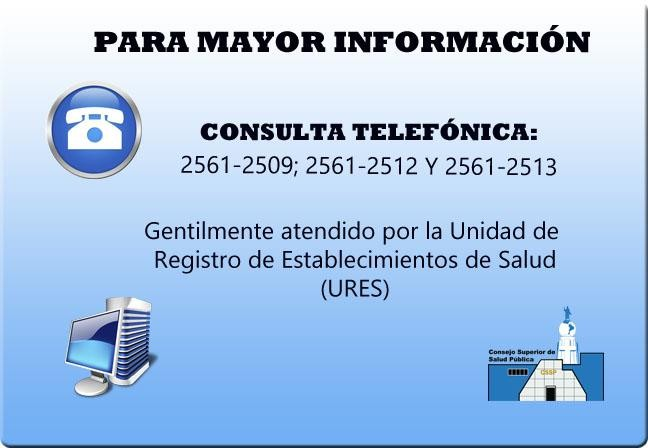 PARA MAYOR INFORMACIÓN
CONSULTA TELEFÓNICA:
2561-2509; 2561-2512 Y 2561-2513
Gentilmente atendido por la Unidad de
Registro de Establecimientos de Salud
(URES)
Consejo Superior de
Salud Pública
CSSP